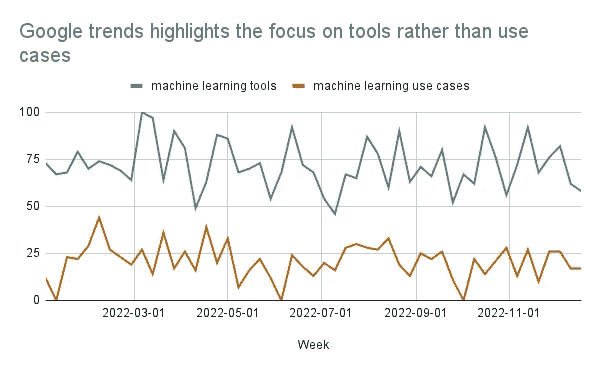 Google trends highlights the focus on tools rather than use
cases
machine learning tools
machine learning use cases
100
75
50
25
0
2022-03-01
2022-05-01
2022-07-01
2022-09-01
2022-11-01
Week